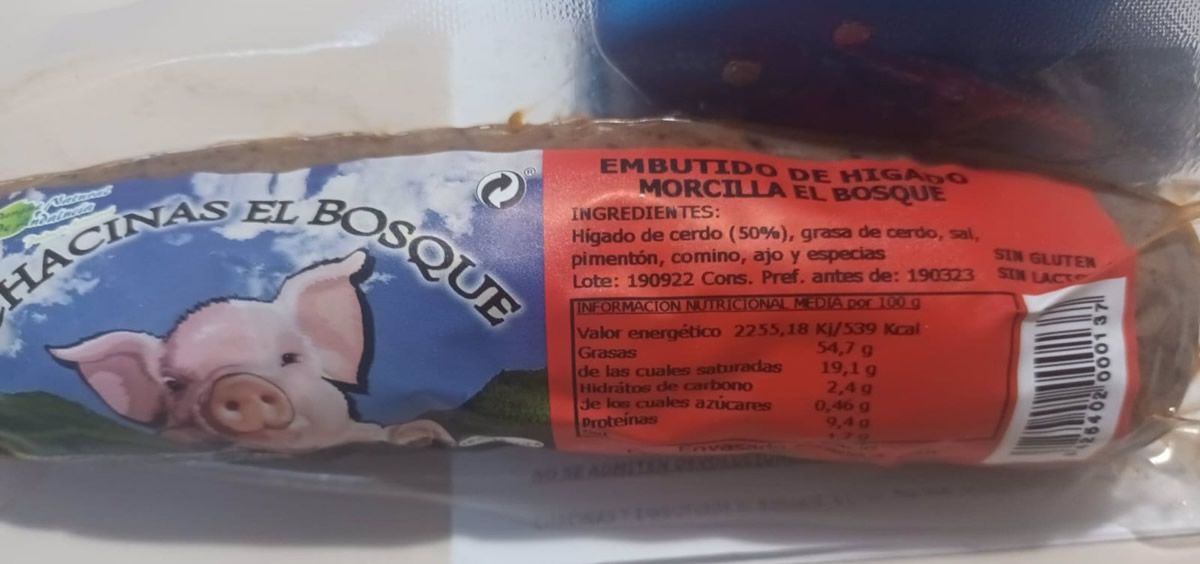 CHACINAS EL BOSQUE
EMBUTIDO DE HIGADO
MORCILLA EL BOSQUE
INGREDIENTES:
Hígado de cerdo (50%), grasa de cerdo, sal,
pimentón, comino, ajo y especias
Lote: 190922 Cons. Pref. antes de: 190323
SIN GLUTEN
SIN
INFORMACION NUTRICIONAL MEDIA por 100 g
Valor energético 2255,18 Kj/539 Kcal
Grasas 54,7 g
de las cuales saturadas 19,1 g
Hidrátos de carbono 2,4 g
de los cuales azúcares 0,46 g
Proteínas 9,4 g